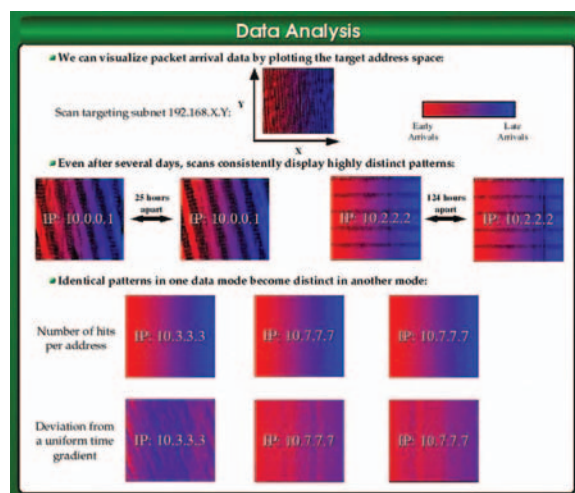 Data Analysis
We can visualize packet arrival data by plotting the target address space:
Scan targeting subnet 192.168.X.Y:
Y
X
Early
Arrivals
Late
Arrivals
Even after several days, scans consistently display highly distinct patterns:
IP: 10.0.0.1
25 hours
apart
IP: 10.0.0.1
IP: 10.2.2.2
124 hours
apart
IP: 10.2.2.2
Identical patterns in one data mode become distinct in another mode:
Number of hits
per address
IP: 10.3.3.3
IP: 10.7.7.7
IP: 10.7.7.7
Deviation from
a uniform time
gradient
IP: 10.3.3.3
IP: 10.7.7.7
IP: 10.7.7.7